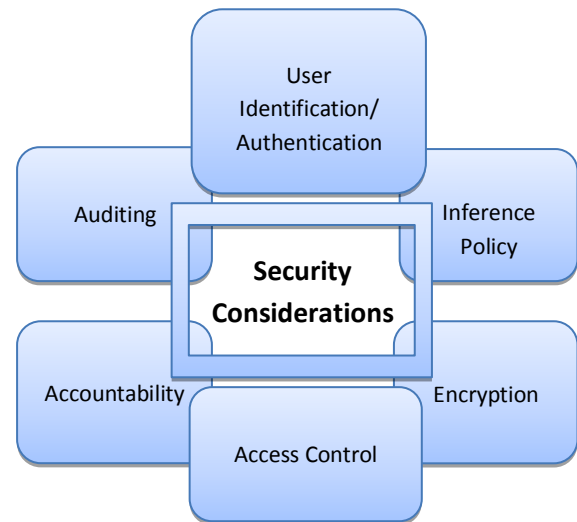 User
Identification/
Authentication
Auditing
Inference
Policy
Security
Considerations
Accountability
Encryption
Access Control